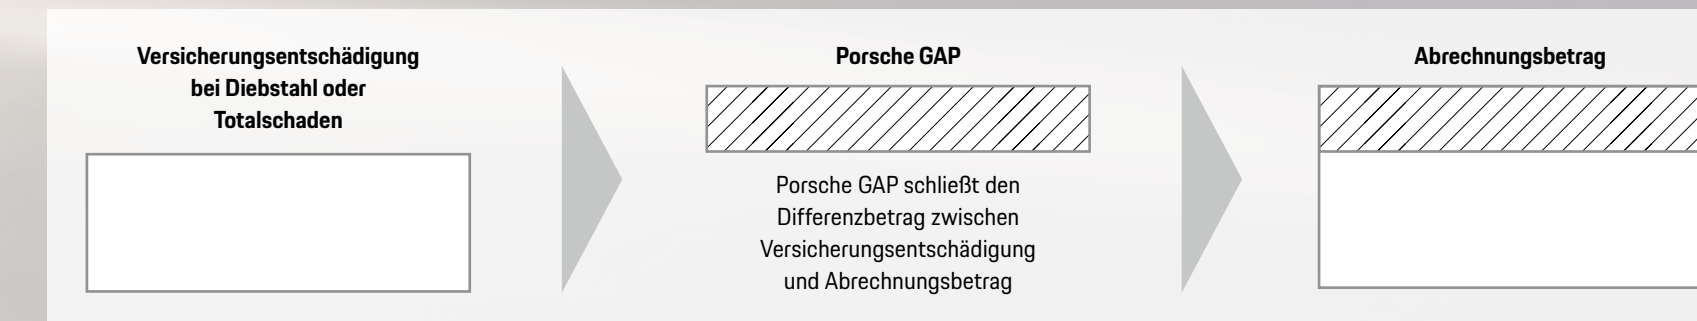 Versicherungsentschädigung
bei Diebstahl oder
Totalschaden
Porsche GAP
Porsche GAP schließt den
Differenzbetrag zwischen
Versicherungsentschädigung
und Abrechnungsbetrag
Abrechnungsbetrag